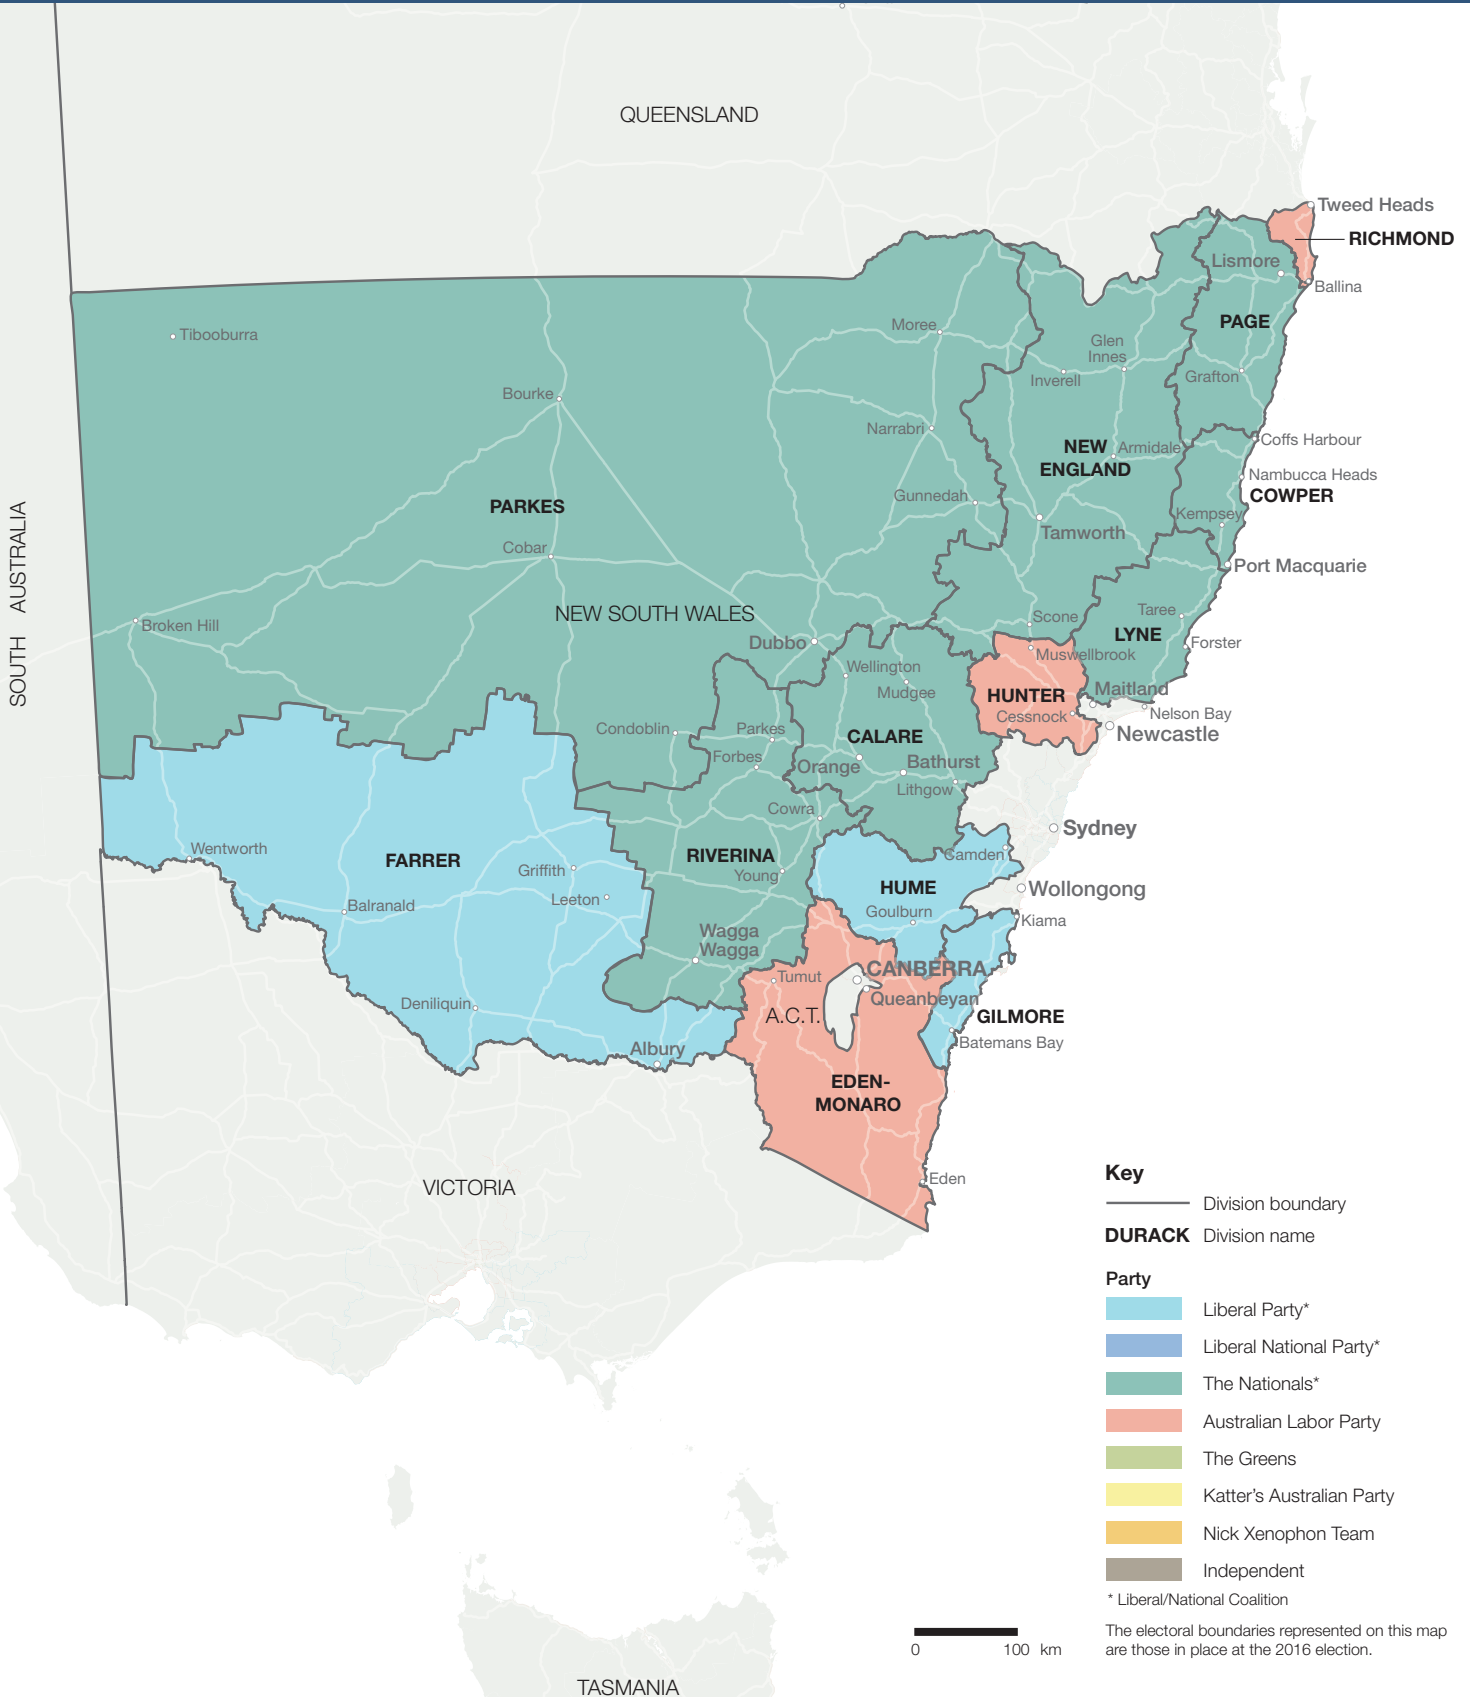 QUEENSLAND
Tweed Heads
RICHMOND
Lismore
Ballina
PAGE
Moree
Tibooburra
Glen
Innes
Inverell
Grafton
Bourke
Narrabri
Coffs Harbour
NEW
ENGLAND
Armidale
Nambucca Heads
COWPER
Gunnedah
PARKES
Kempsey
Tamworth
Cobar
Port Macquarie
SOUTH AUSTRALIA
NEW SOUTH WALES
Taree
Scone
Broken Hill
LYNE
Dubbo
Forster
Muswellbrook
Wellington
Mudgee
HUNTER
Maitland
Cessnock
Nelson Bay
Condoblin
Parkes
Newcastle
CALARE
Forbes
Orange
Bathurst
Lithgow
Cowra
Sydney
Wentworth
FARRER
RIVERINA
Camden
Griffith
Young
HUME
Wollongong
Leeton
Balranald
Goulburn
Kiama
Wagga
Wagga
CANBERRA
Tumut
Queanbeyan
Deniliquin
A.C.T.
GILMORE
Albury
Batemans Bay
EDEN-
MONARO
Eden
VICTORIA
Key
Division boundary
DURACK Division name
Party
Liberal Party*
Liberal National Party*
The Nationals*
Australian Labor Party
The Greens
Katter’s Australian Party
Nick Xenophon Team
Independent
* Liberal/National Coalition
The electoral boundaries represented on this map
are those in place at the 2016 election.
0 100 km
TASMANIA